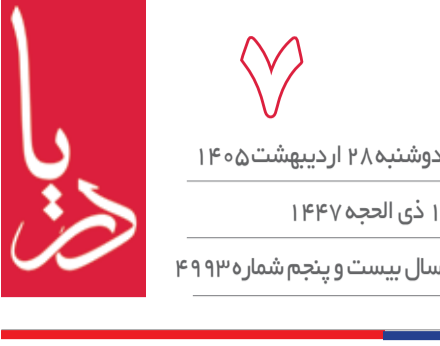 دریا
۷
دوشنبه ۲۸ اردیبهشت ۱۴۰۵
۱ ذی الحجه ۱۴۴۷
سال بیست و پنجم شماره ۴۹۹۳